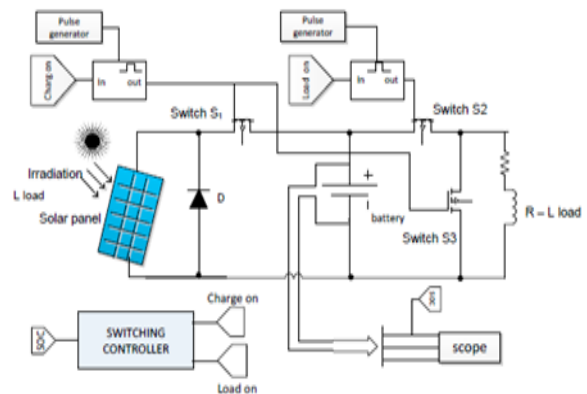 Pulse
generator
Pulse
generator
Charg on
In out
Load on
In out
Switch S1
Switch S2
Irradiation
L load
Solar panel
D
+
battery
Switch S3
R = L load
SOC
SWITCHING
CONTROLLER
Charge on
Load on
SOC
scope